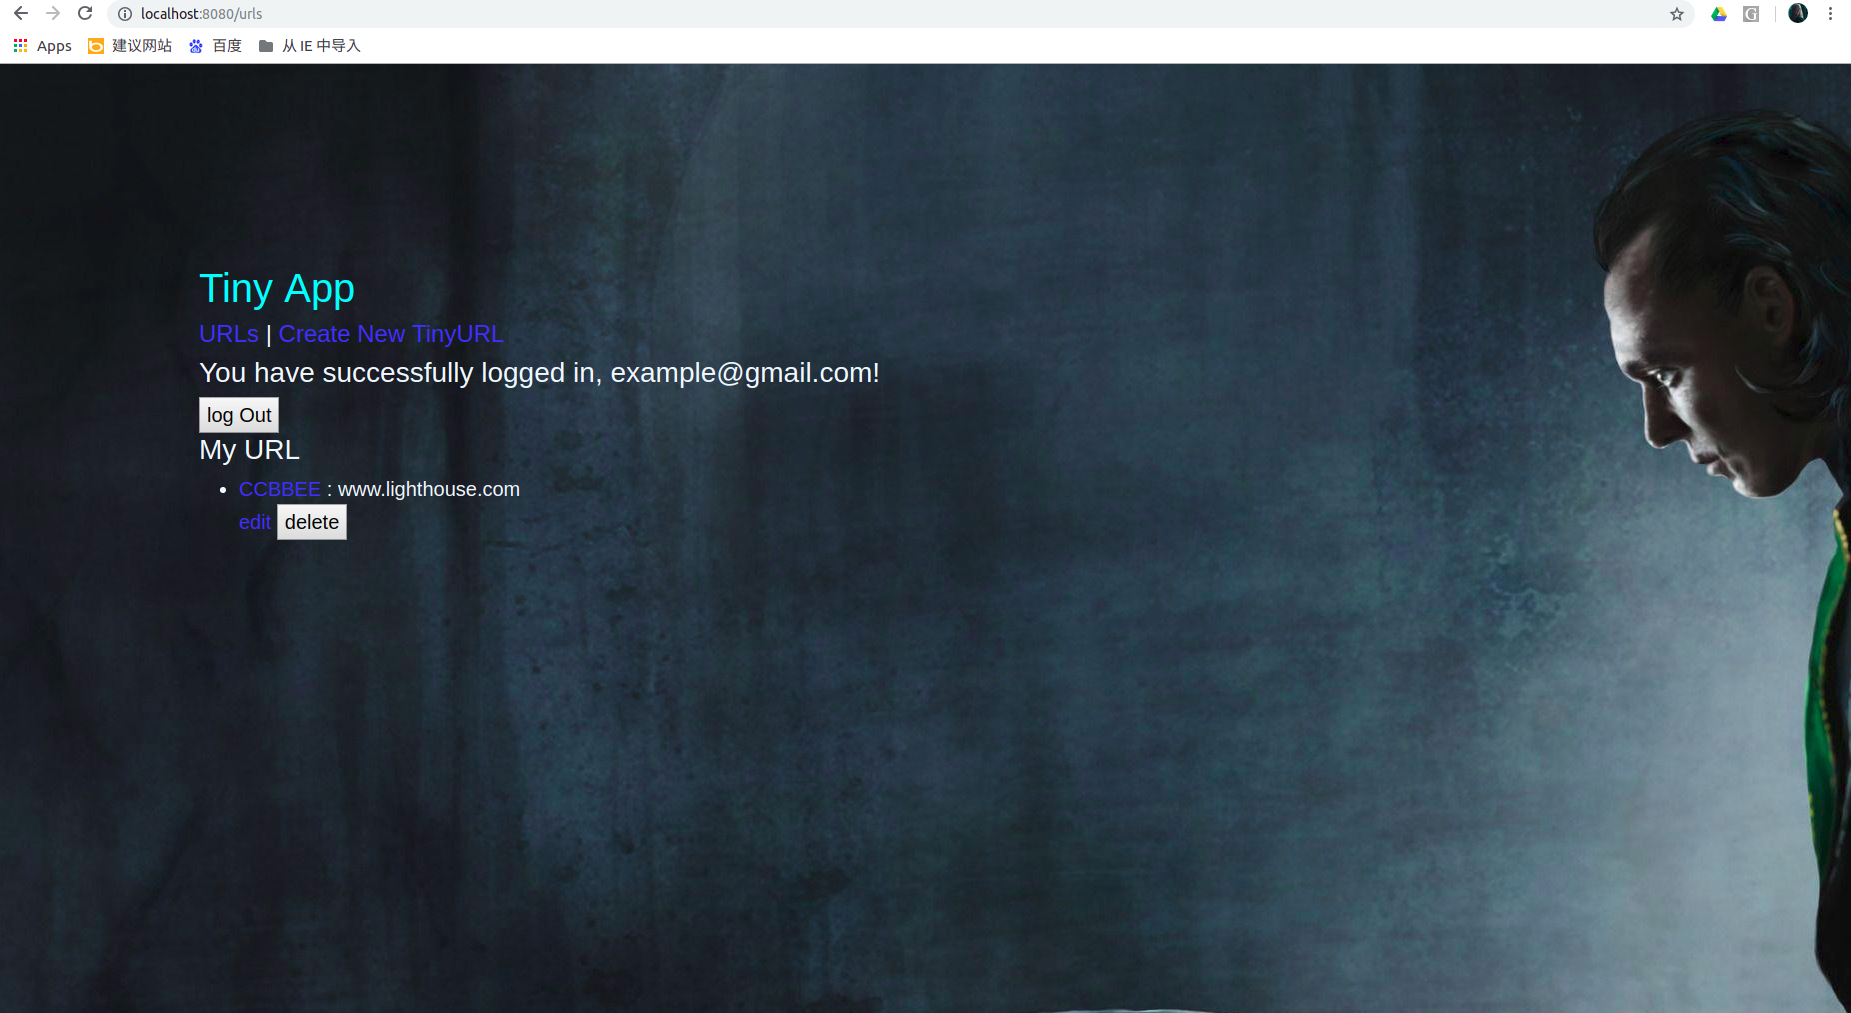 localhost:8080/urls
Apps 建议网站 百度 从 IE 中导入
Tiny App
URLs | Create New TinyURL
You have successfully logged in, example@gmail.com!
log Out
My URL
CCBBEE : www.lighthouse.com
edit delete